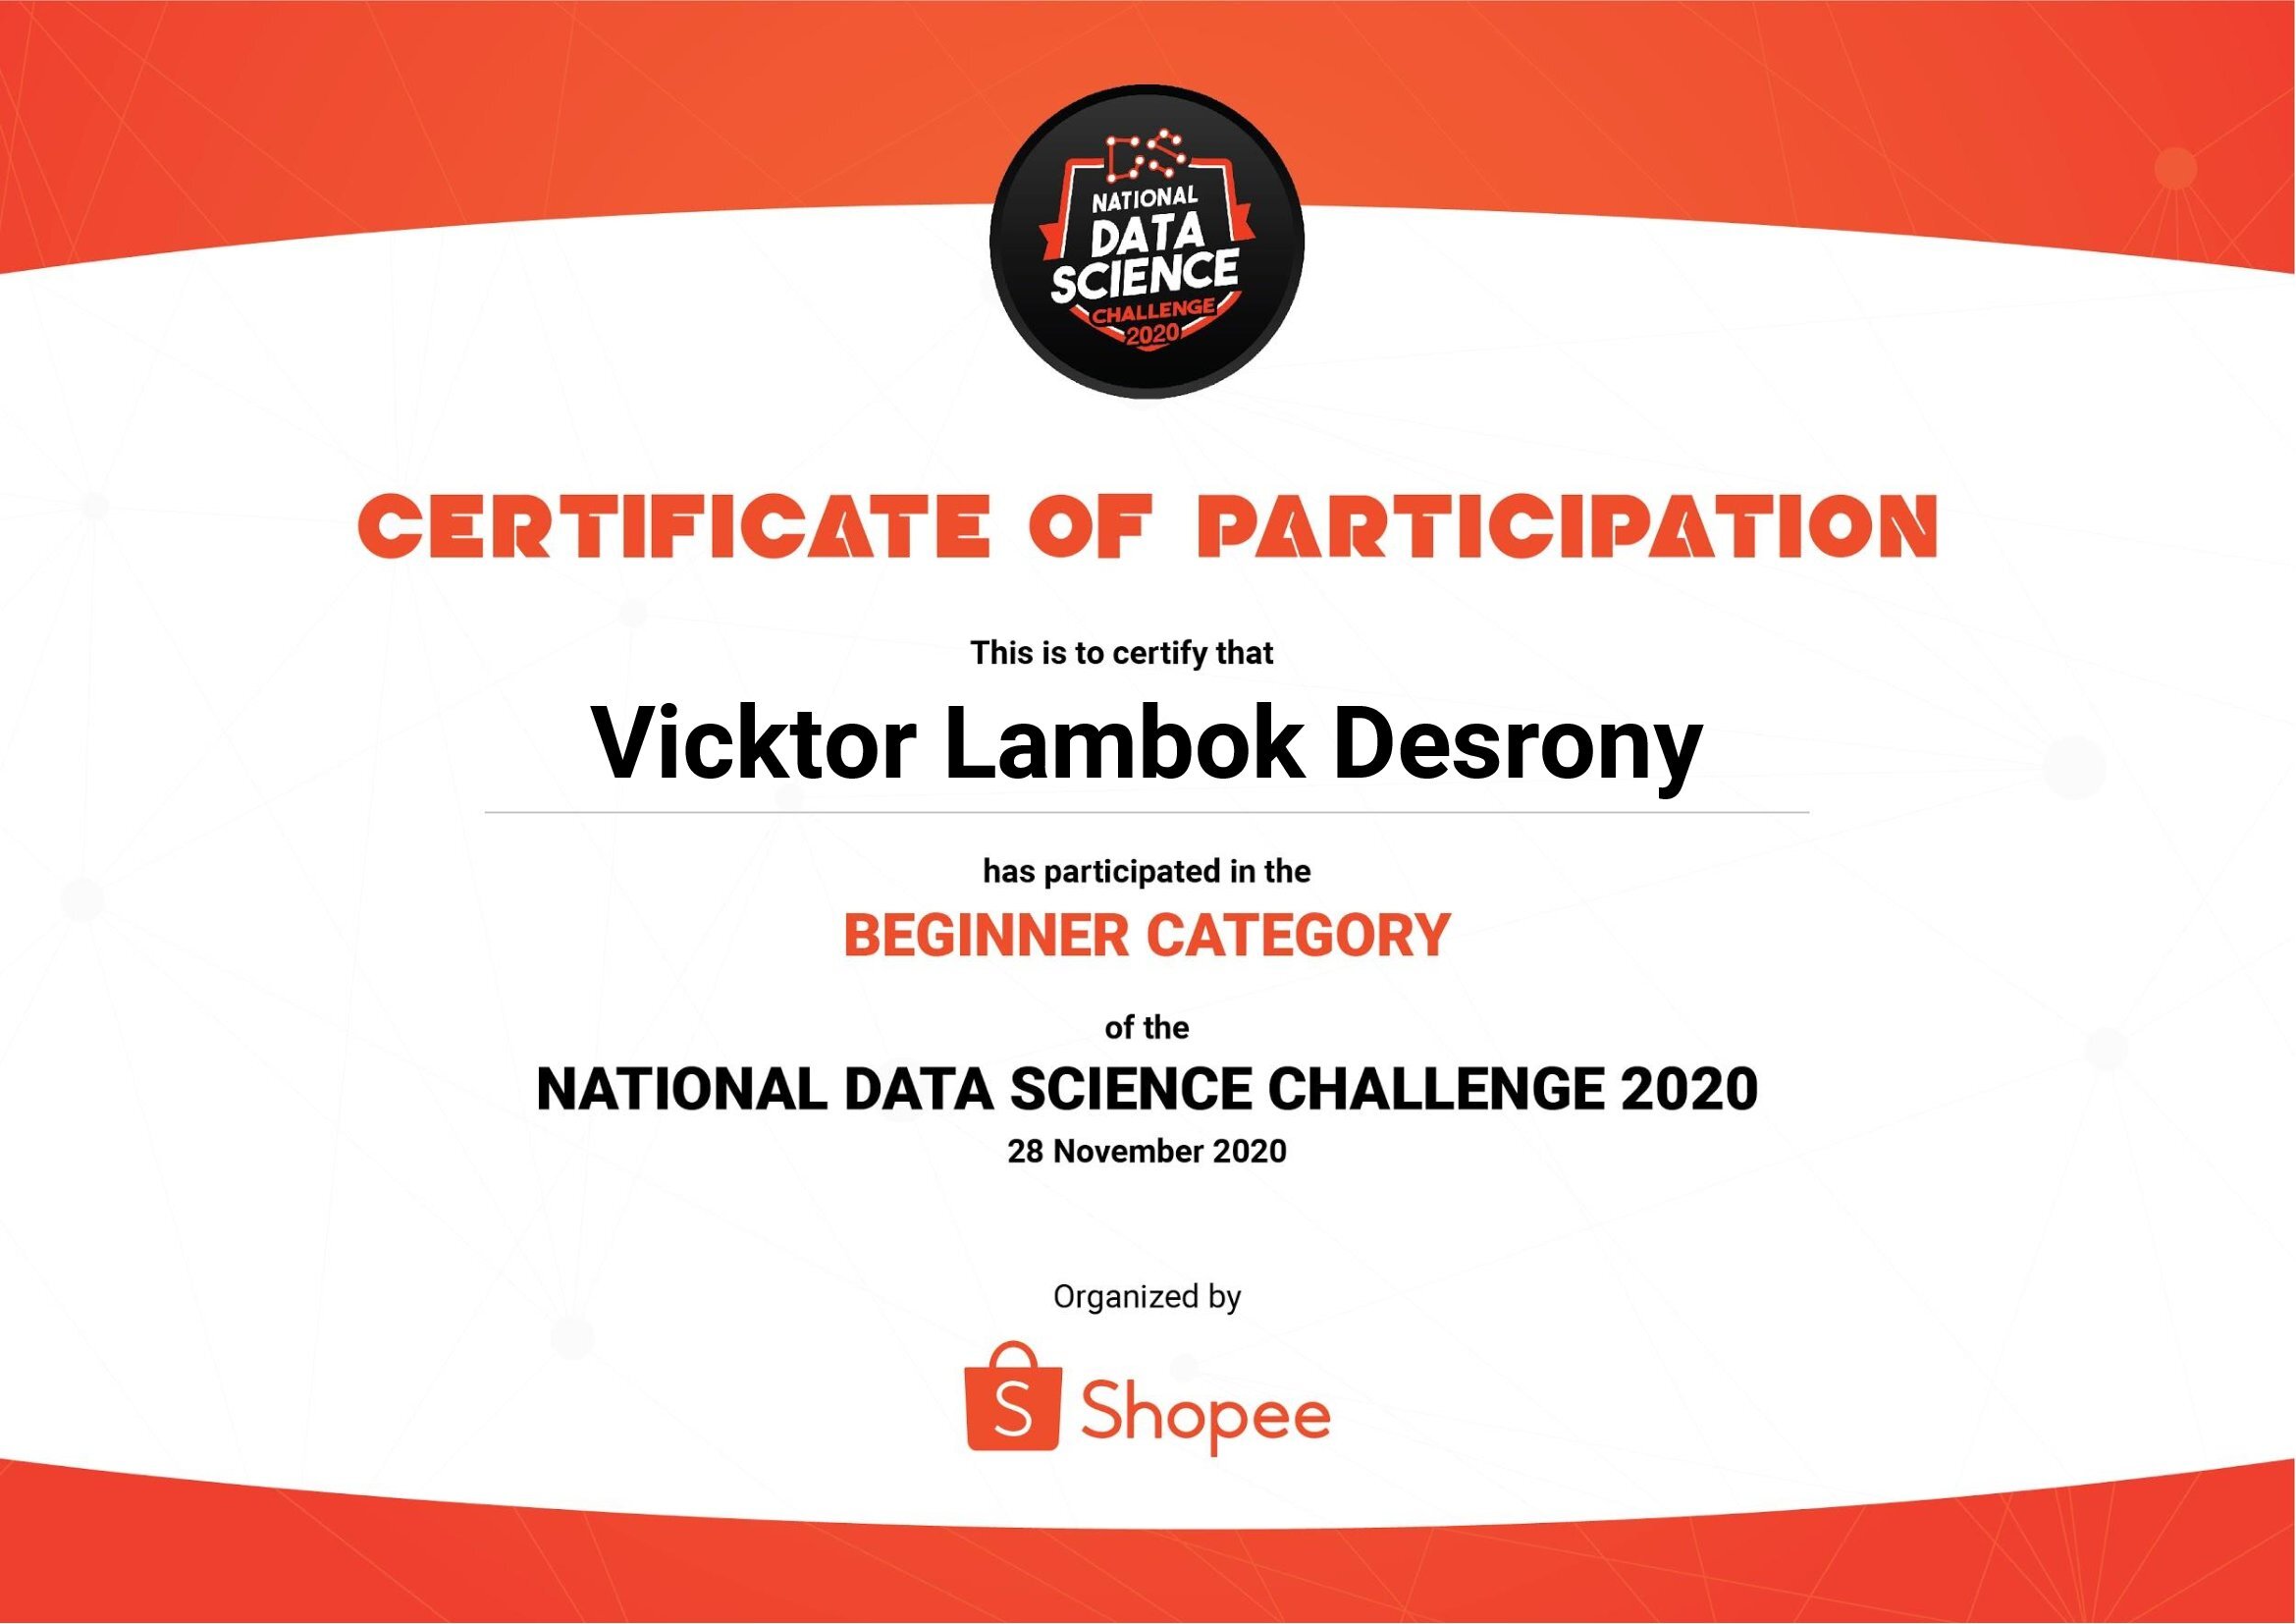 DS
NATIONAL
DATA
SCIENCE
CHALLENGE
2020
CERTIFICATE OF PARTICIPATION
This is to certify that
Vicktor Lambok Desrony
has participated in the
BEGINNER CATEGORY
of the
NATIONAL DATA SCIENCE CHALLENGE 2020
28 November 2020
Organized by
S Shopee